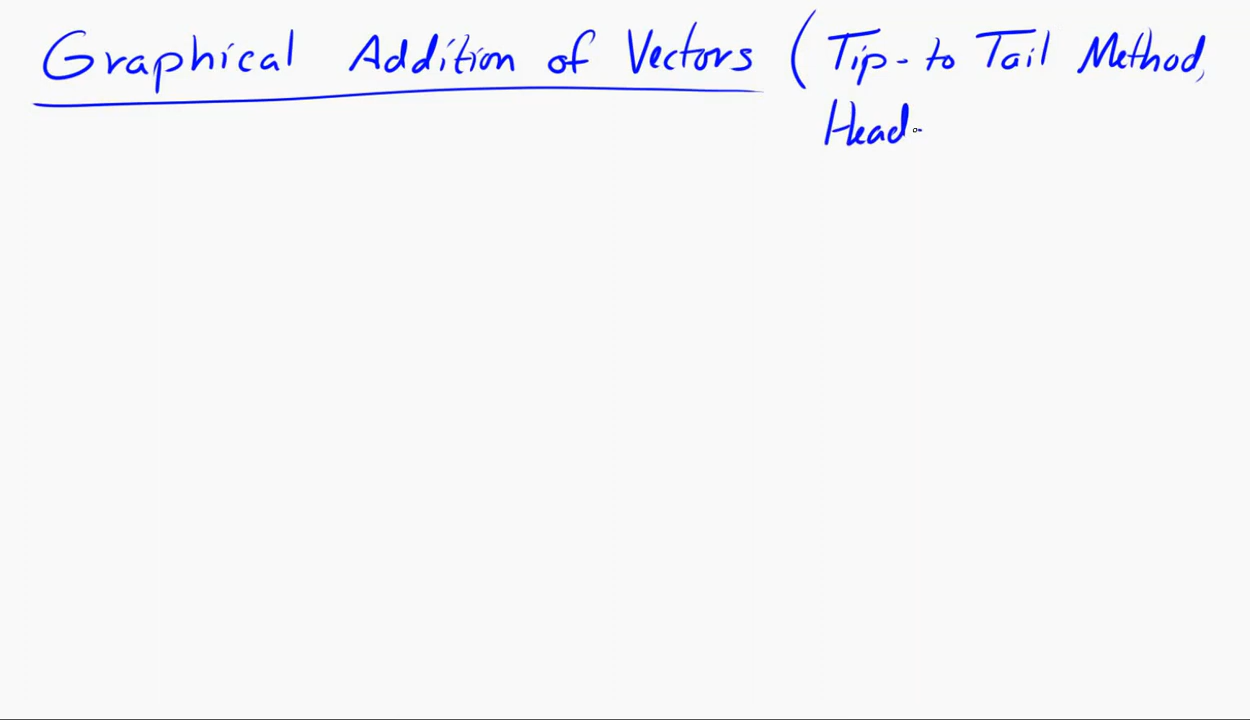 Graphical Addition of Vectors (Tip-to Tail Method,
Head-